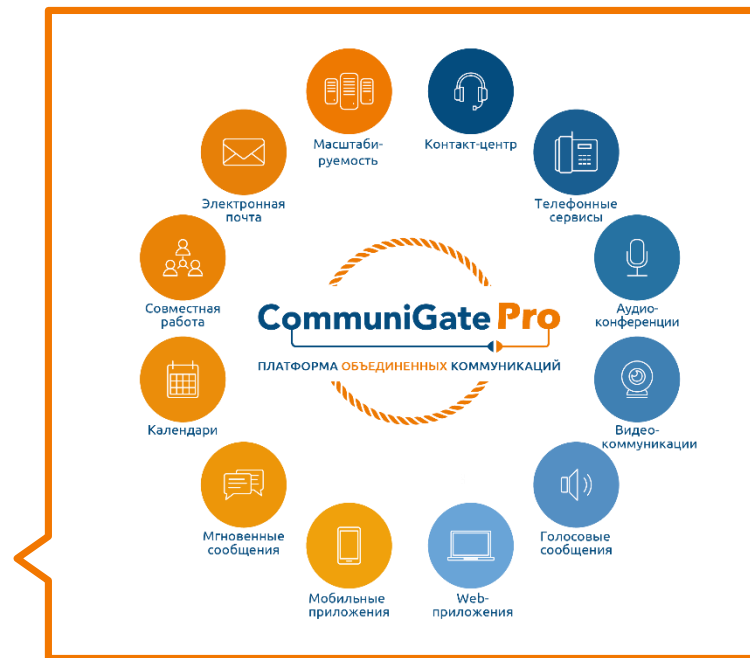 Масштаби-
руемость
Контакт-центр
Электронная
почта
Телефонные
сервисы
Совместная
работа
CommuniGate Pro
ПЛАТФОРМА ОБЪЕДИНЕННЫХ КОММУНИКАЦИЙ
Аудио-
конференции
Календари
Видео-
коммуникации
Мгновенные
сообщения
Голосовые
сообщения
Мобильные
приложения
Web-
приложения